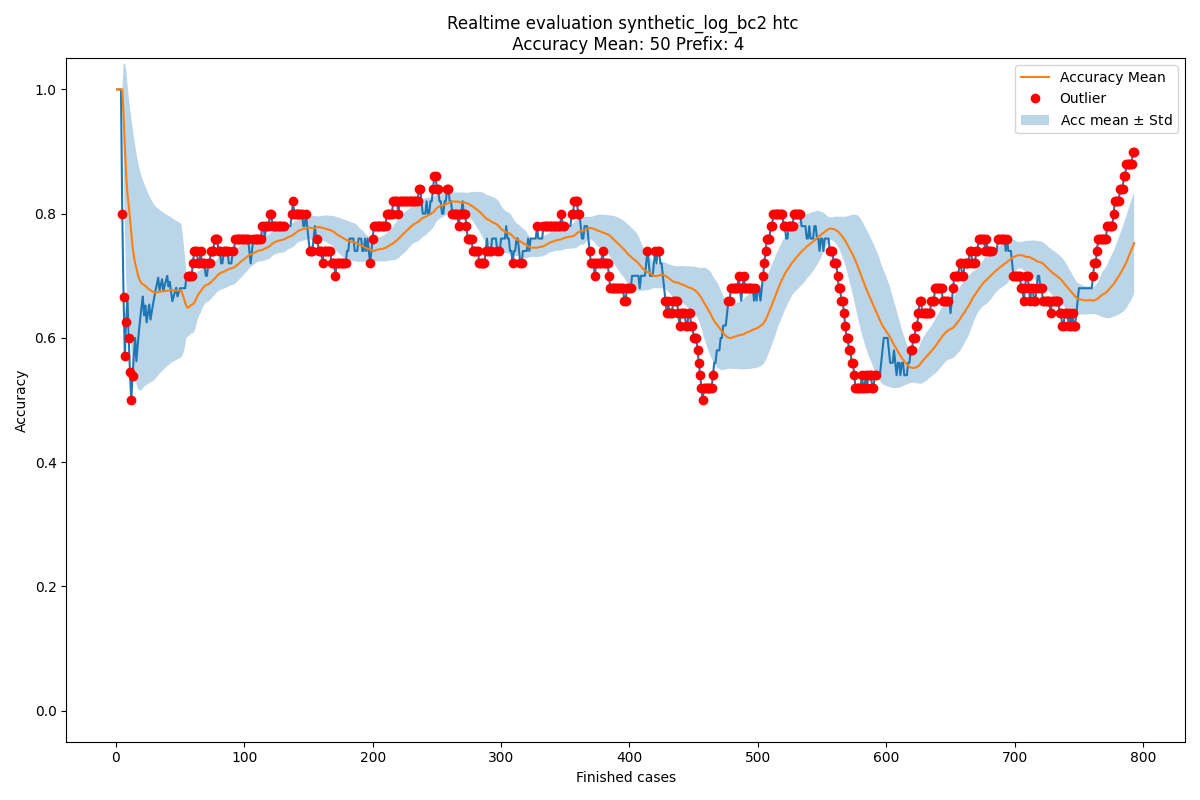 Realtime evaluation synthetic_log_bc2 htc
Accuracy Mean: 50 Prefix: 4
Accuracy Mean
Outlier
Acc mean ± Std
1.0
0.8
0.6
0.4
0.2
0.0
Accuracy
0 100 200 300 400 500 600 700 800
Finished cases